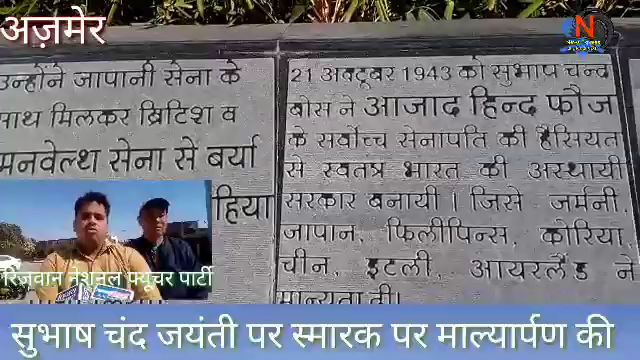 अज़मेर
उन्होंने जापानी सेना के
साथ मिलकर ब्रिटिश व
मनवेल्थ सेना से बर्मा
हिया
21 अक्टूबर 1943 को सुभाष चन्द्र
बोस ने आजाद हिन्द फौज
के सर्वोच्च सेनापति की हैसियत
से स्वतंत्र भारत की अस्थायी
सरकार बनायी । जिसे जर्मनी,
जापान, फिलीपिन्स, कोरिया,
चीन, इटली, आयरलैंड ने
मान्यता दी।
रिज़वान नेशनल फ्यूचर पार्टी
सुभाष चंद जयंती पर स्मारक पर माल्यार्पण की
N